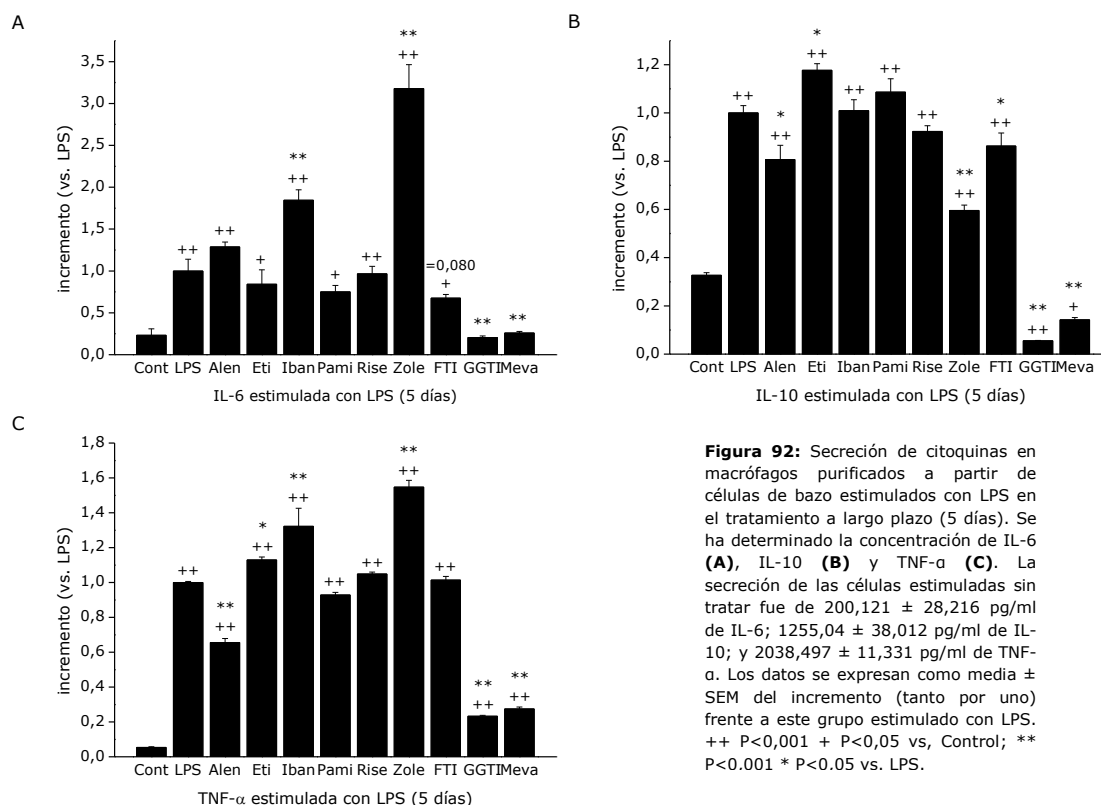 A
incremento (vs. LPS)
3,5
3,0
2,5
2,0
1,5
1,0
0,5
0,0
++
++
+
**
++
+
++
**
++
=0,080
+
**
**
Cont LPS Alen Eti Iban Pami Rise Zole FTI GGTI Meva
IL-6 estimulada con LPS (5 días)
B
incremento (vs. LPS)
1,2
1,0
0,8
0,6
0,4
0,2
0,0
++
*
++
*
++
++
++
++
**
++
*
++
**
++
**
+
Cont LPS Alen Eti Iban Pami Rise Zole FTI GGTI Meva
IL-10 estimulada con LPS (5 días)
C
incremento (vs. LPS)
1,8
1,6
1,4
1,2
1,0
0,8
0,6
0,4
0,2
0,0
++
**
++
*
++
**
++
++
++
**
++
++
**
++
**
++
Cont LPS Alen Eti Iban Pami Rise Zole FTI GGTI Meva
TNF-α estimulada con LPS (5 días)
Figura 92: Secreción de citoquinas en
macrófagos purificados a partir de
células de bazo estimulados con LPS en
el tratamiento a largo plazo (5 días). Se
ha determinado la concentración de IL-6
(A), IL-10 (B) y TNF-α (C). La
secreción de las células estimuladas sin
tratar fue de 200,121 ± 28,216 pg/ml
de IL-6; 1255,04 ± 38,012 pg/ml de IL-
10; y 2038,497 ± 11,331 pg/ml de TNF-
α. Los datos se expresan como media ±
SEM del incremento (tanto por uno)
frente a este grupo estimulado con LPS.
++ P<0,001 + P<0,05 vs, Control; **
P<0.001 * P<0.05 vs. LPS.